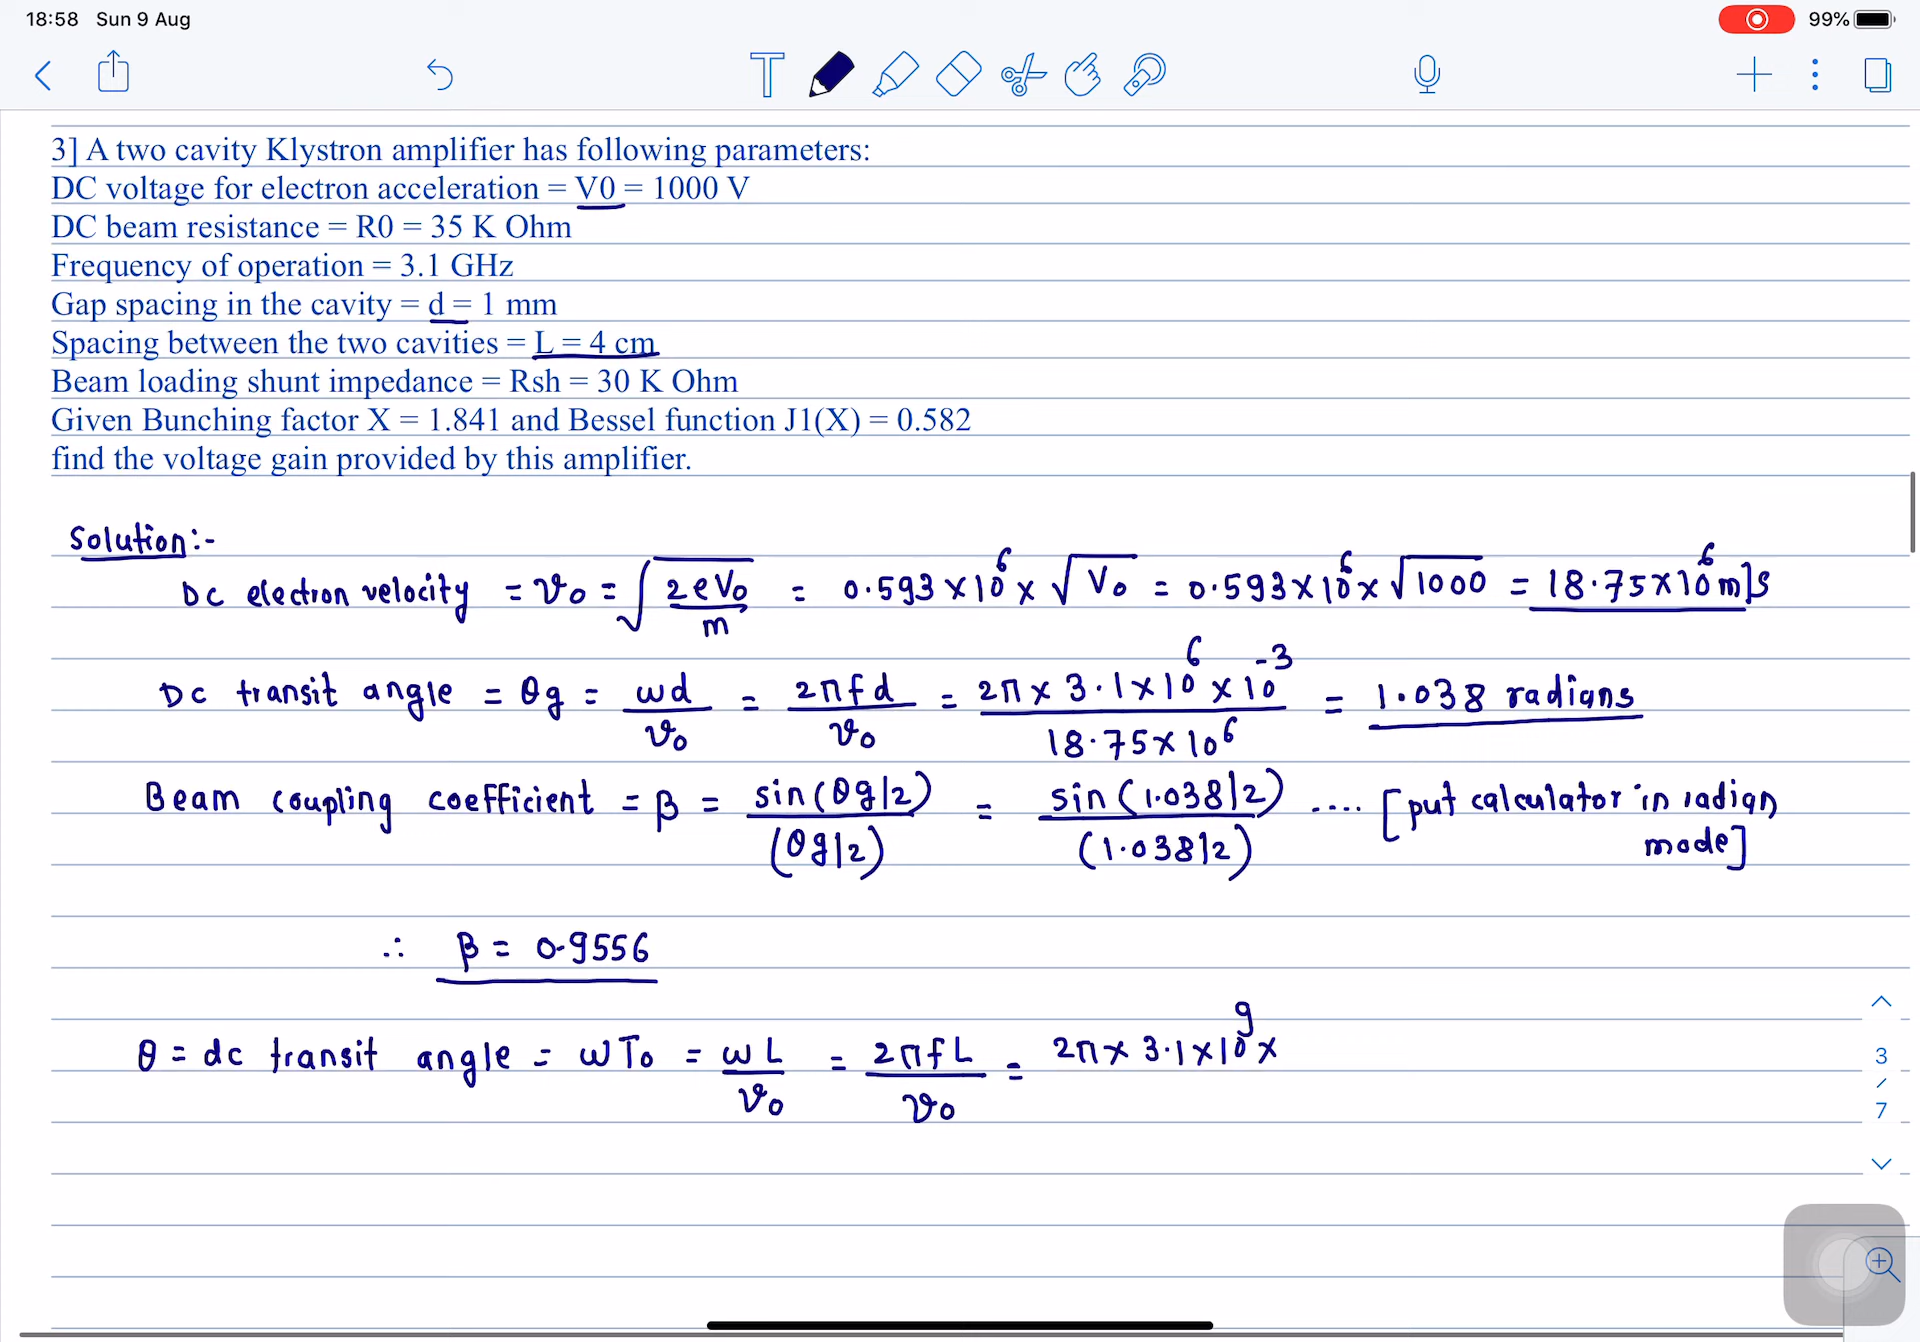 18:58 Sun 9 Aug 99%
3] A two cavity Klystron amplifier has following parameters:
DC voltage for electron acceleration = V0 = 1000 V
DC beam resistance = R0 = 35 K Ohm
Frequency of operation = 3.1 GHz
Gap spacing in the cavity = d = 1 mm
Spacing between the two cavities = L = 4 cm
Beam loading shunt impedance = Rsh = 30 K Ohm
Given Bunching factor X = 1.841 and Bessel function J1(X) = 0.582
find the voltage gain provided by this amplifier.
Solution:-
Dc electron velocity = v₀ = √(2eV₀/m) = 0.593×10⁶ × √V₀ = 0.593×10⁶ × √1000 = 18.75×10⁶ m/s
Dc transit angle = θg = ωd/v₀ = 2πfd/v₀ = 2π × 3.1×10⁶ × 10⁻³ / 18.75×10⁶ = 1.038 radians
Beam coupling coefficient = β = sin(θg/2)/(θg/2) = sin(1.038/2)/(1.038/2) .... [put calculator in radian mode]
∴ β = 0.9556
θ = dc transit angle = ωT₀ = ωL/v₀ = 2πfL/v₀ = 2π × 3.1×10⁹ ×
3
/
7